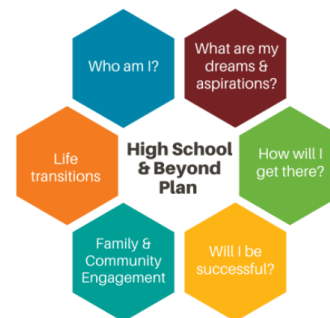 Who am I?
What are my
dreams &
aspirations?
High School
& Beyond
Plan
How will I
get there?
Life
transitions
Family &
Community
Engagement
Will I be
successful?